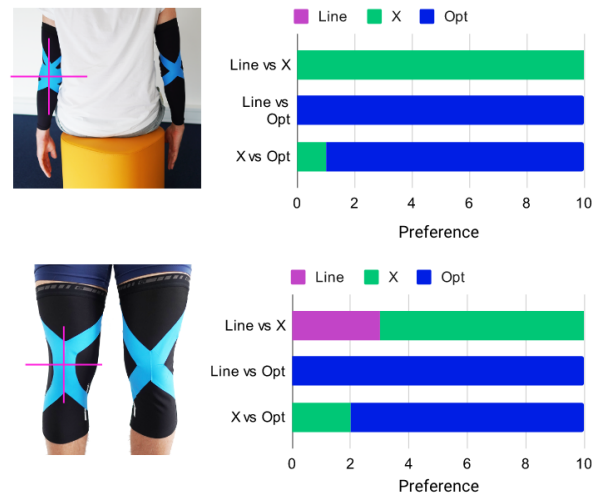 Line X Opt
Line vs X
Line vs
Opt
X vs Opt
0 2 4 6 8 10
Preference
Line X Opt
Line vs X
Line vs Opt
X vs Opt
0 2 4 6 8 10
Preference